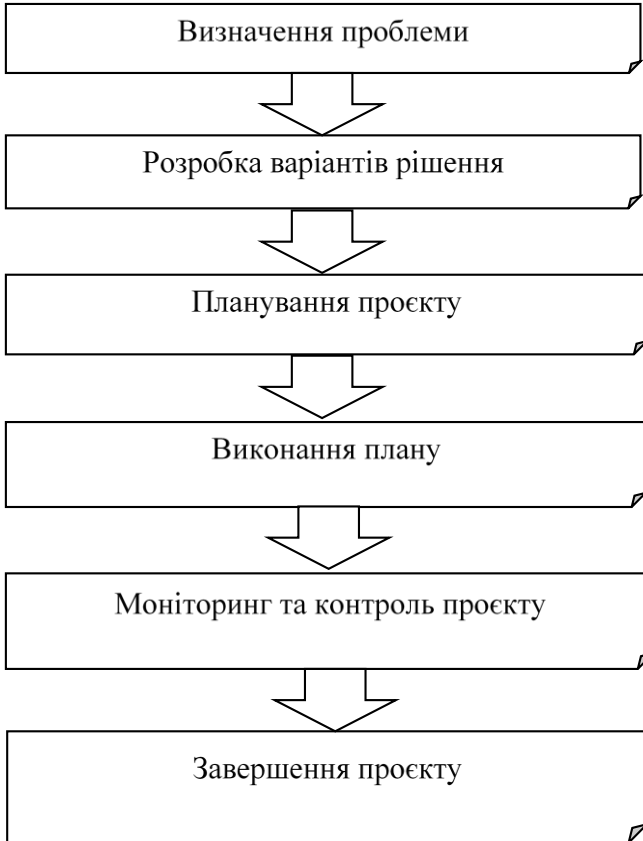 Визначення проблеми
Розробка варіантів рішення
Планування проєкту
Виконання плану
Моніторинг та контроль проєкту
Завершення проєкту